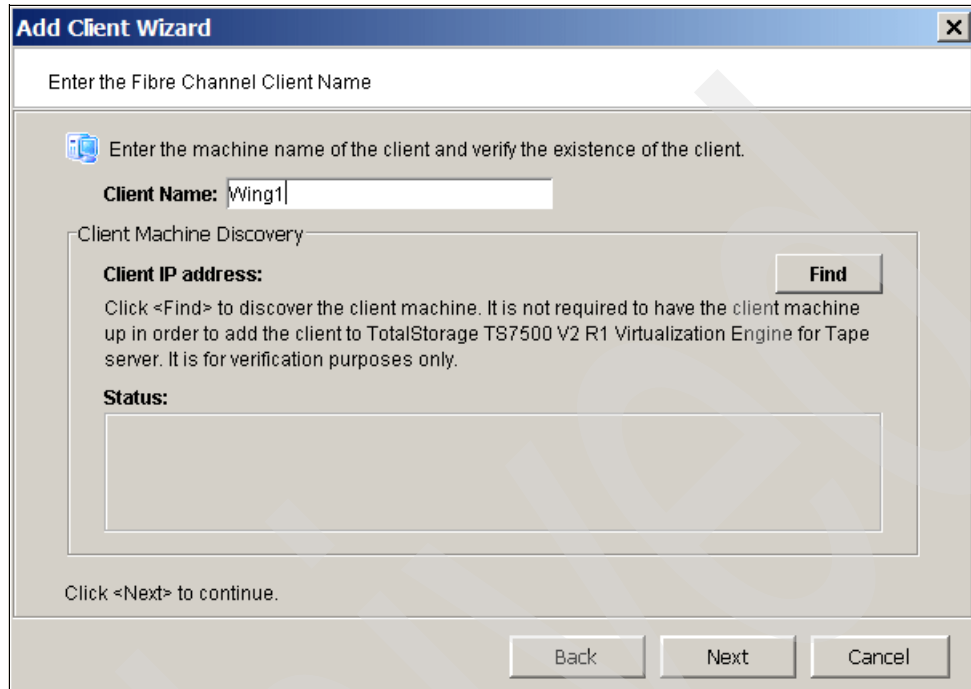 Add Client Wizard
Enter the Fibre Channel Client Name
Enter the machine name of the client and verify the existence of the client.
Client Name: Wing1
Client Machine Discovery
Client IP address:
Find
Click <Find> to discover the client machine. It is not required to have the client machine
up in order to add the client to TotalStorage TS7500 V2 R1 Virtualization Engine for Tape
server. It is for verification purposes only.
Status:
Click <Next> to continue.
Back Next Cancel